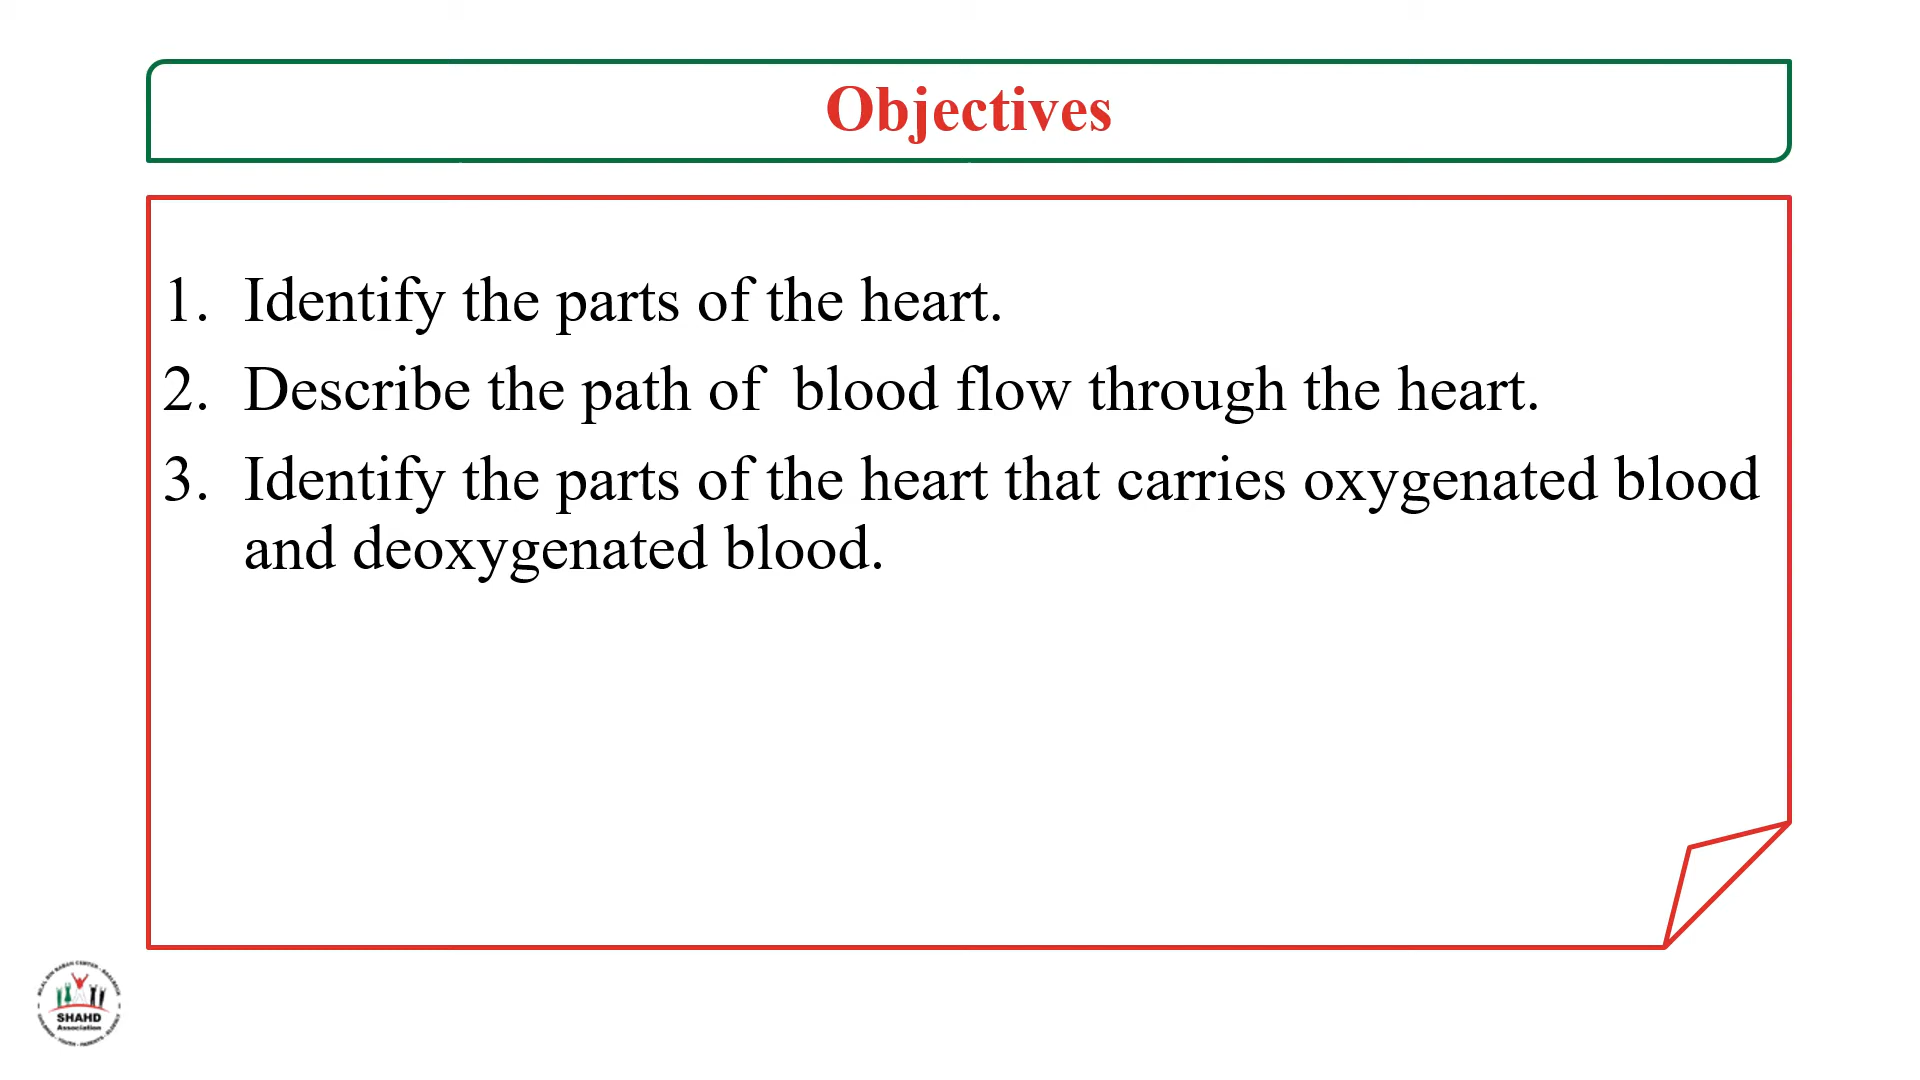 Objectives
1. Identify the parts of the heart.
2. Describe the path of  blood flow through the heart.
3. Identify the parts of the heart that carries oxygenated blood
and deoxygenated blood.
SHAHD
Association